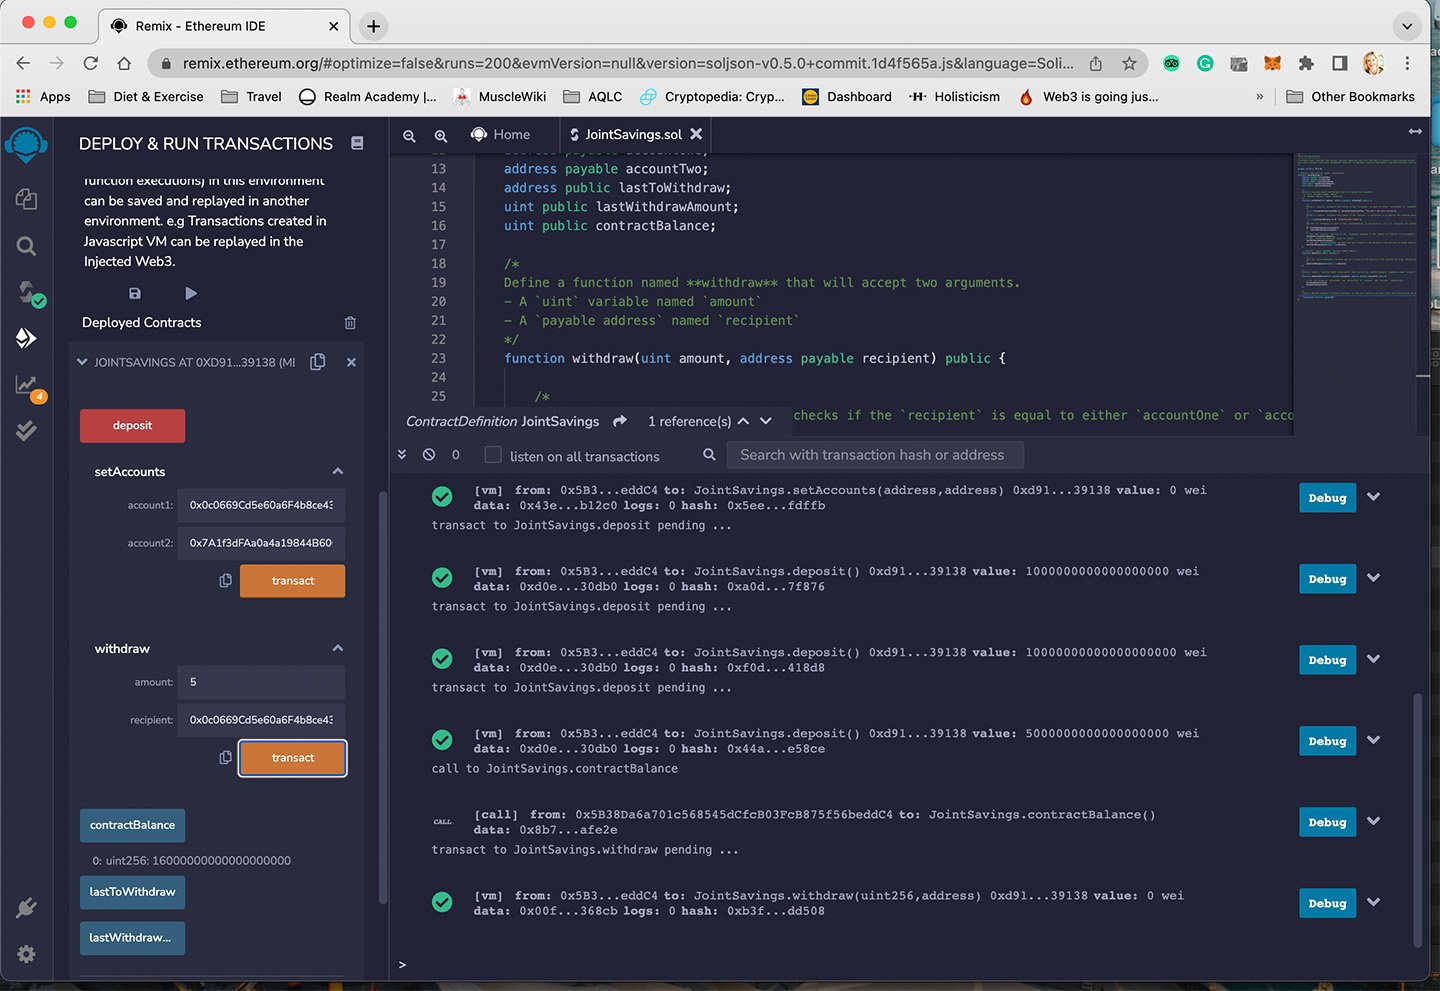 Remix - Ethereum IDE
remix.ethereum.org/#optimize=false&runs=200&evmVersion=null&version=soljson-v0.5.0+commit.1d4f565a.js&language=Soli...
Apps Diet & Exercise Travel Realm Academy |... MuscleWiki AQLC Cryptopedia: Cryp... Dashboard Holisticism Web3 is going jus... » Other Bookmarks
DEPLOY & RUN TRANSACTIONS
function executions) in this environment
can be saved and replayed in another
environment. e.g Transactions created in
Javascript VM can be replayed in the
Injected Web3.
Deployed Contracts
JOINTSAVINGS AT 0XD91...39138 (ME
4
deposit
setAccounts
account1: 0x0c0669Cd5e60a6F4b8ce43
account2: 0x7A1f3dFAa0a4a19844B60
transact
withdraw
amount: 5
recipient: 0x0c0669Cd5e60a6F4b8ce43
transact
contractBalance
0: uint256: 16000000000000000000
lastToWithdraw
lastWithdraw...
Home JointSavings.sol
13 address payable accountTwo;
14 address public lastToWithdraw;
15 uint public lastWithdrawAmount;
16 uint public contractBalance;
17
18 /*
19 Define a function named **withdraw** that will accept two arguments.
20 - A `uint` variable named `amount`
21 - A `payable address` named `recipient`
22 */
23 function withdraw(uint amount, address payable recipient) public {
24
25 /*
ContractDefinition JointSavings 1 reference(s) checks if the `recipient` is equal to either `accountOne` or `acco
0 listen on all transactions Search with transaction hash or address
[vm] from: 0x5B3...eddC4 to: JointSavings.setAccounts(address,address) 0xd91...39138 value: 0 wei
data: 0x43e...b12c0 logs: 0 hash: 0x5ee...fdffb
Debug
transact to JointSavings.deposit pending ...
[vm] from: 0x5B3...eddC4 to: JointSavings.deposit() 0xd91...39138 value: 1000000000000000000 wei
data: 0xd0e...30db0 logs: 0 hash: 0xa0d...7f876
Debug
transact to JointSavings.deposit pending ...
[vm] from: 0x5B3...eddC4 to: JointSavings.deposit() 0xd91...39138 value: 10000000000000000000 wei
data: 0xd0e...30db0 logs: 0 hash: 0xf0d...418d8
Debug
transact to JointSavings.deposit pending ...
[vm] from: 0x5B3...eddC4 to: JointSavings.deposit() 0xd91...39138 value: 5000000000000000000 wei
data: 0xd0e...30db0 logs: 0 hash: 0x44a...e58ce
Debug
call to JointSavings.contractBalance
CALL [call] from: 0x5B38Da6a701c568545dCfcB03FcB875f56beddC4 to: JointSavings.contractBalance()
data: 0x8b7...afe2e
Debug
transact to JointSavings.withdraw pending ...
[vm] from: 0x5B3...eddC4 to: JointSavings.withdraw(uint256,address) 0xd91...39138 value: 0 wei
data: 0x00f...368cb logs: 0 hash: 0xb3f...dd508
Debug
>